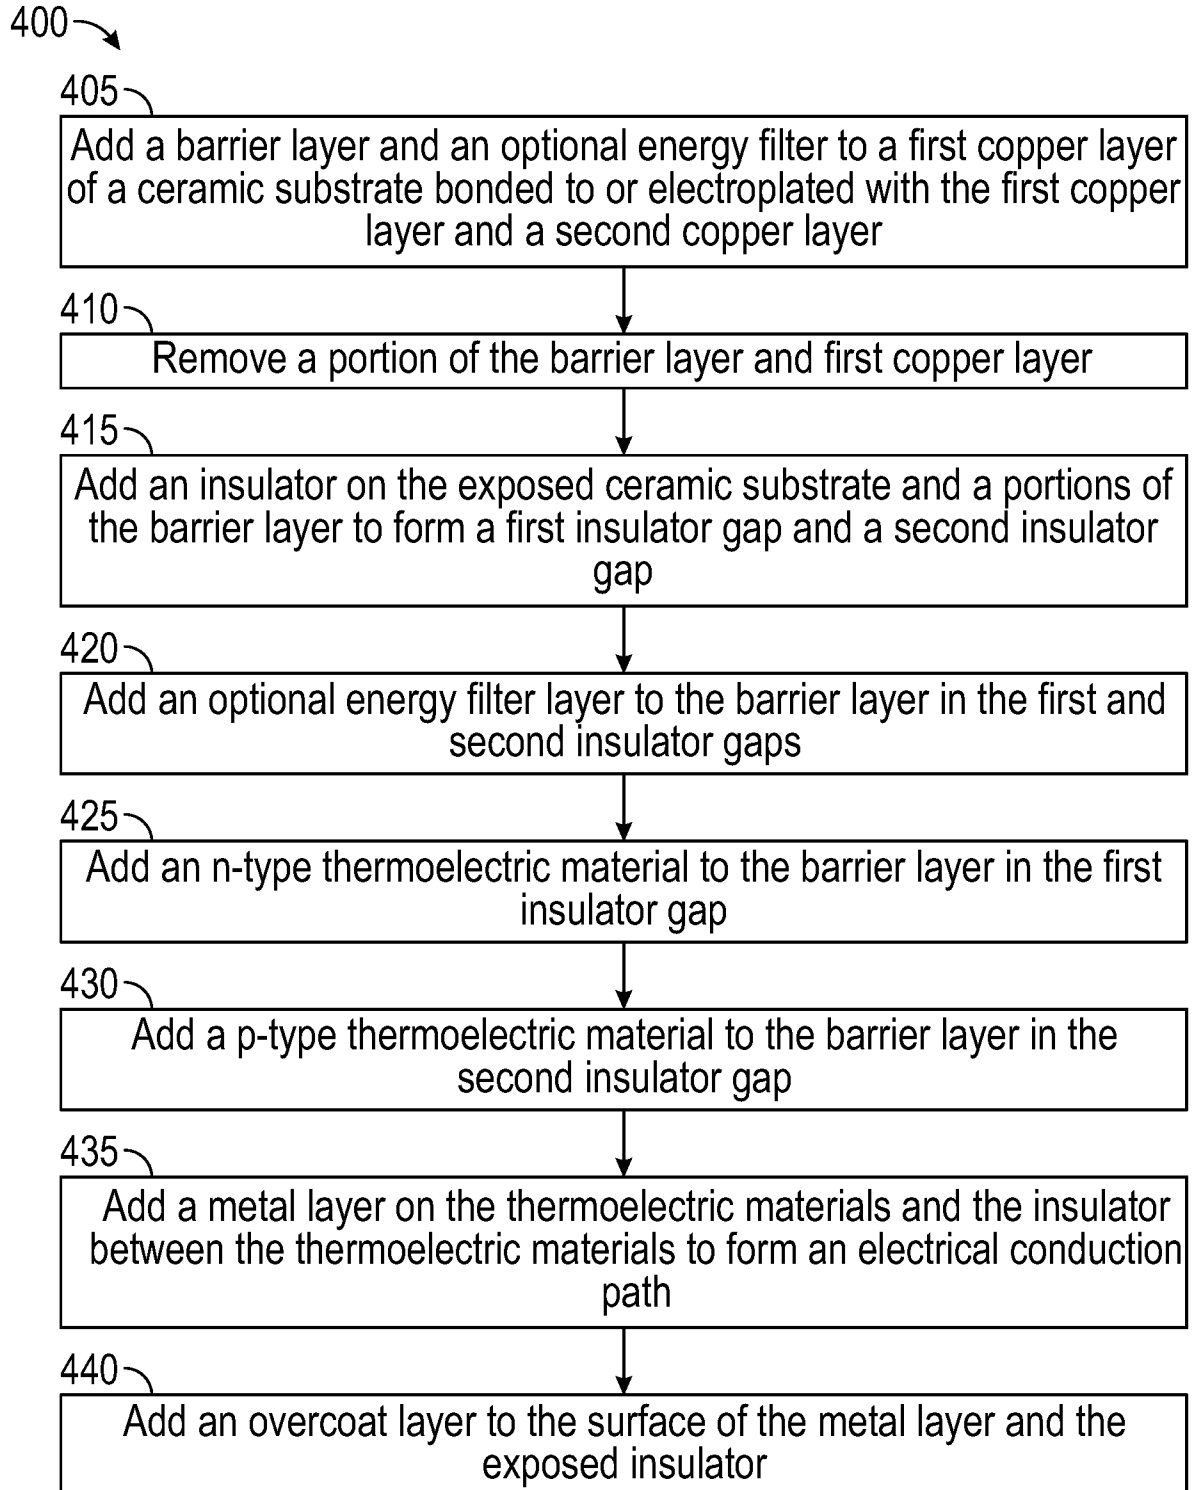 400
405
Add a barrier layer and an optional energy filter to a first copper layer
of a ceramic substrate bonded to or electroplated with the first copper
layer and a second copper layer
410
Remove a portion of the barrier layer and first copper layer
415
Add an insulator on the exposed ceramic substrate and a portions of
the barrier layer to form a first insulator gap and a second insulator
gap
420
Add an optional energy filter layer to the barrier layer in the first and
second insulator gaps
425
Add an n-type thermoelectric material to the barrier layer in the first
insulator gap
430
Add a p-type thermoelectric material to the barrier layer in the
second insulator gap
435
Add a metal layer on the thermoelectric materials and the insulator
between the thermoelectric materials to form an electrical conduction
path
440
Add an overcoat layer to the surface of the metal layer and the
exposed insulator